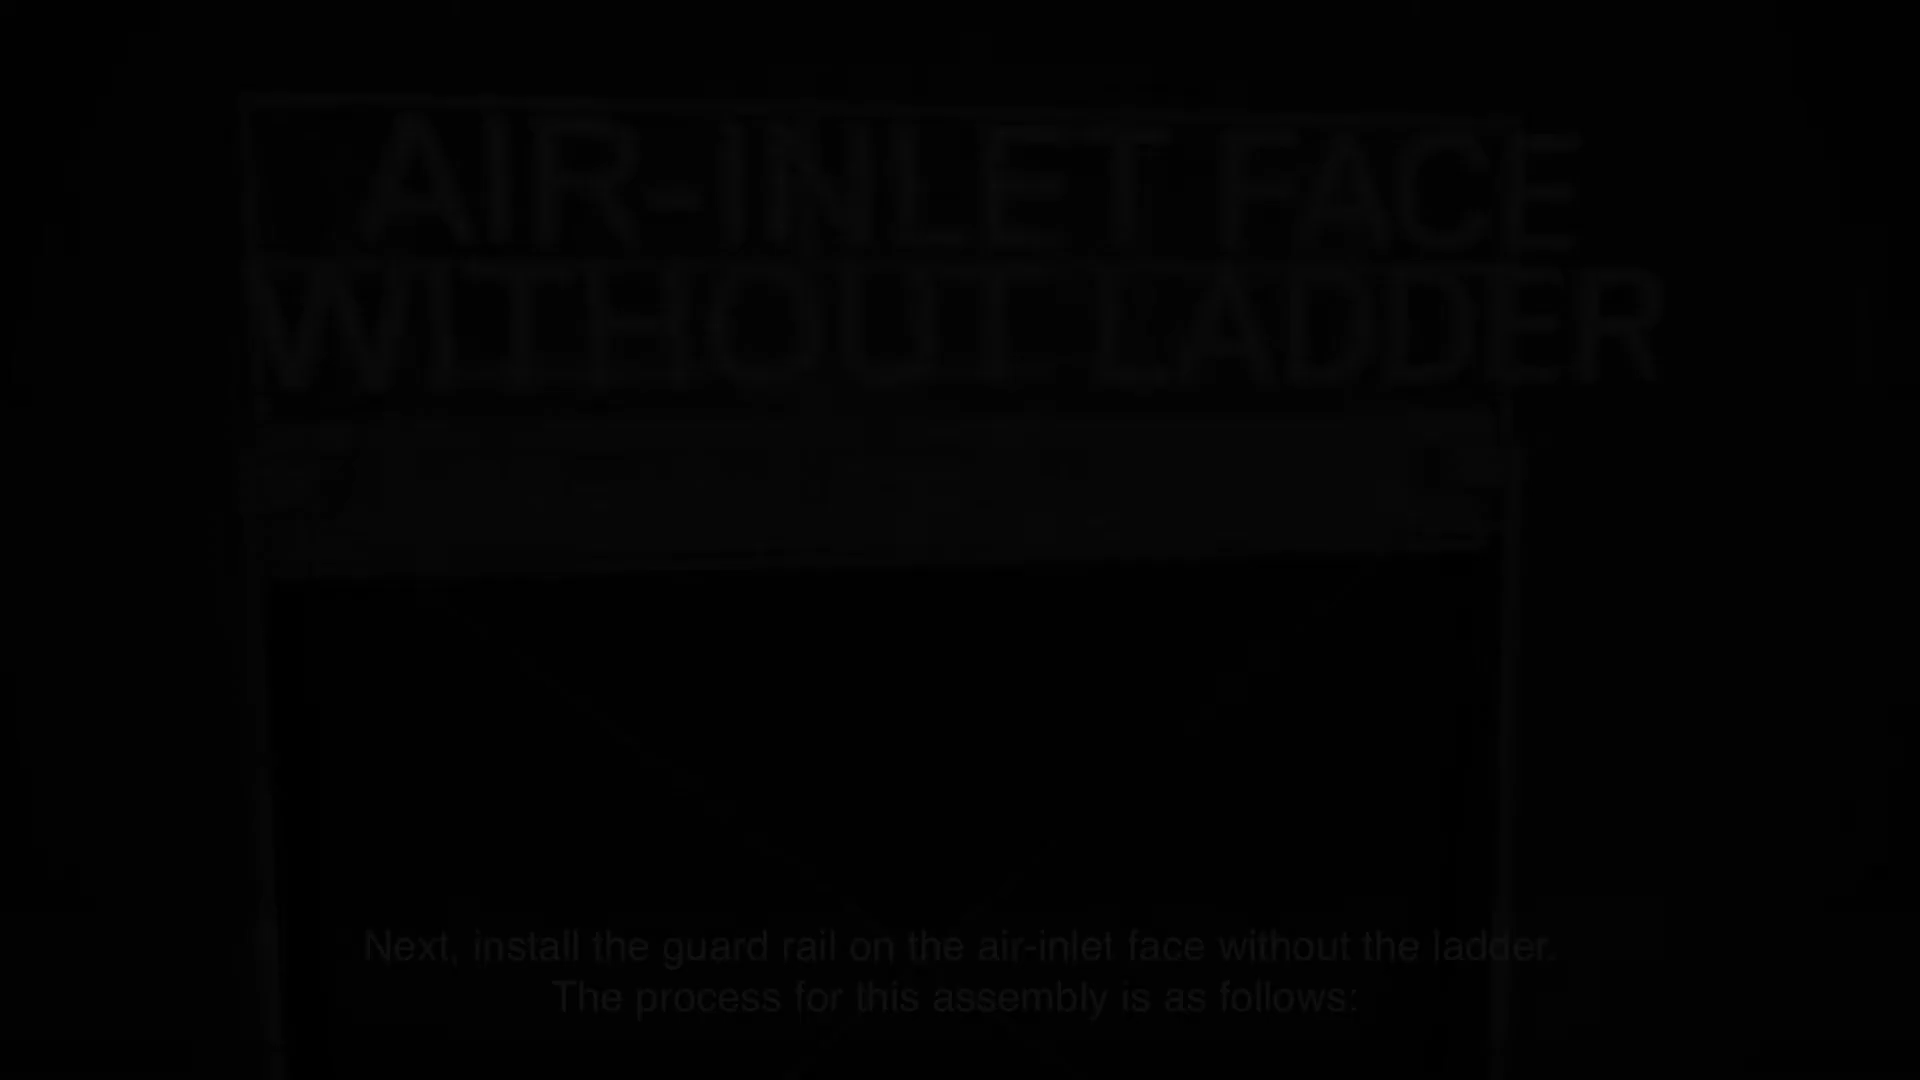 AIR-INLET FACE
WITHOUT LADDER
Next, install the guard rail on the air-inlet face without the ladder.
The process for this assembly is as follows: